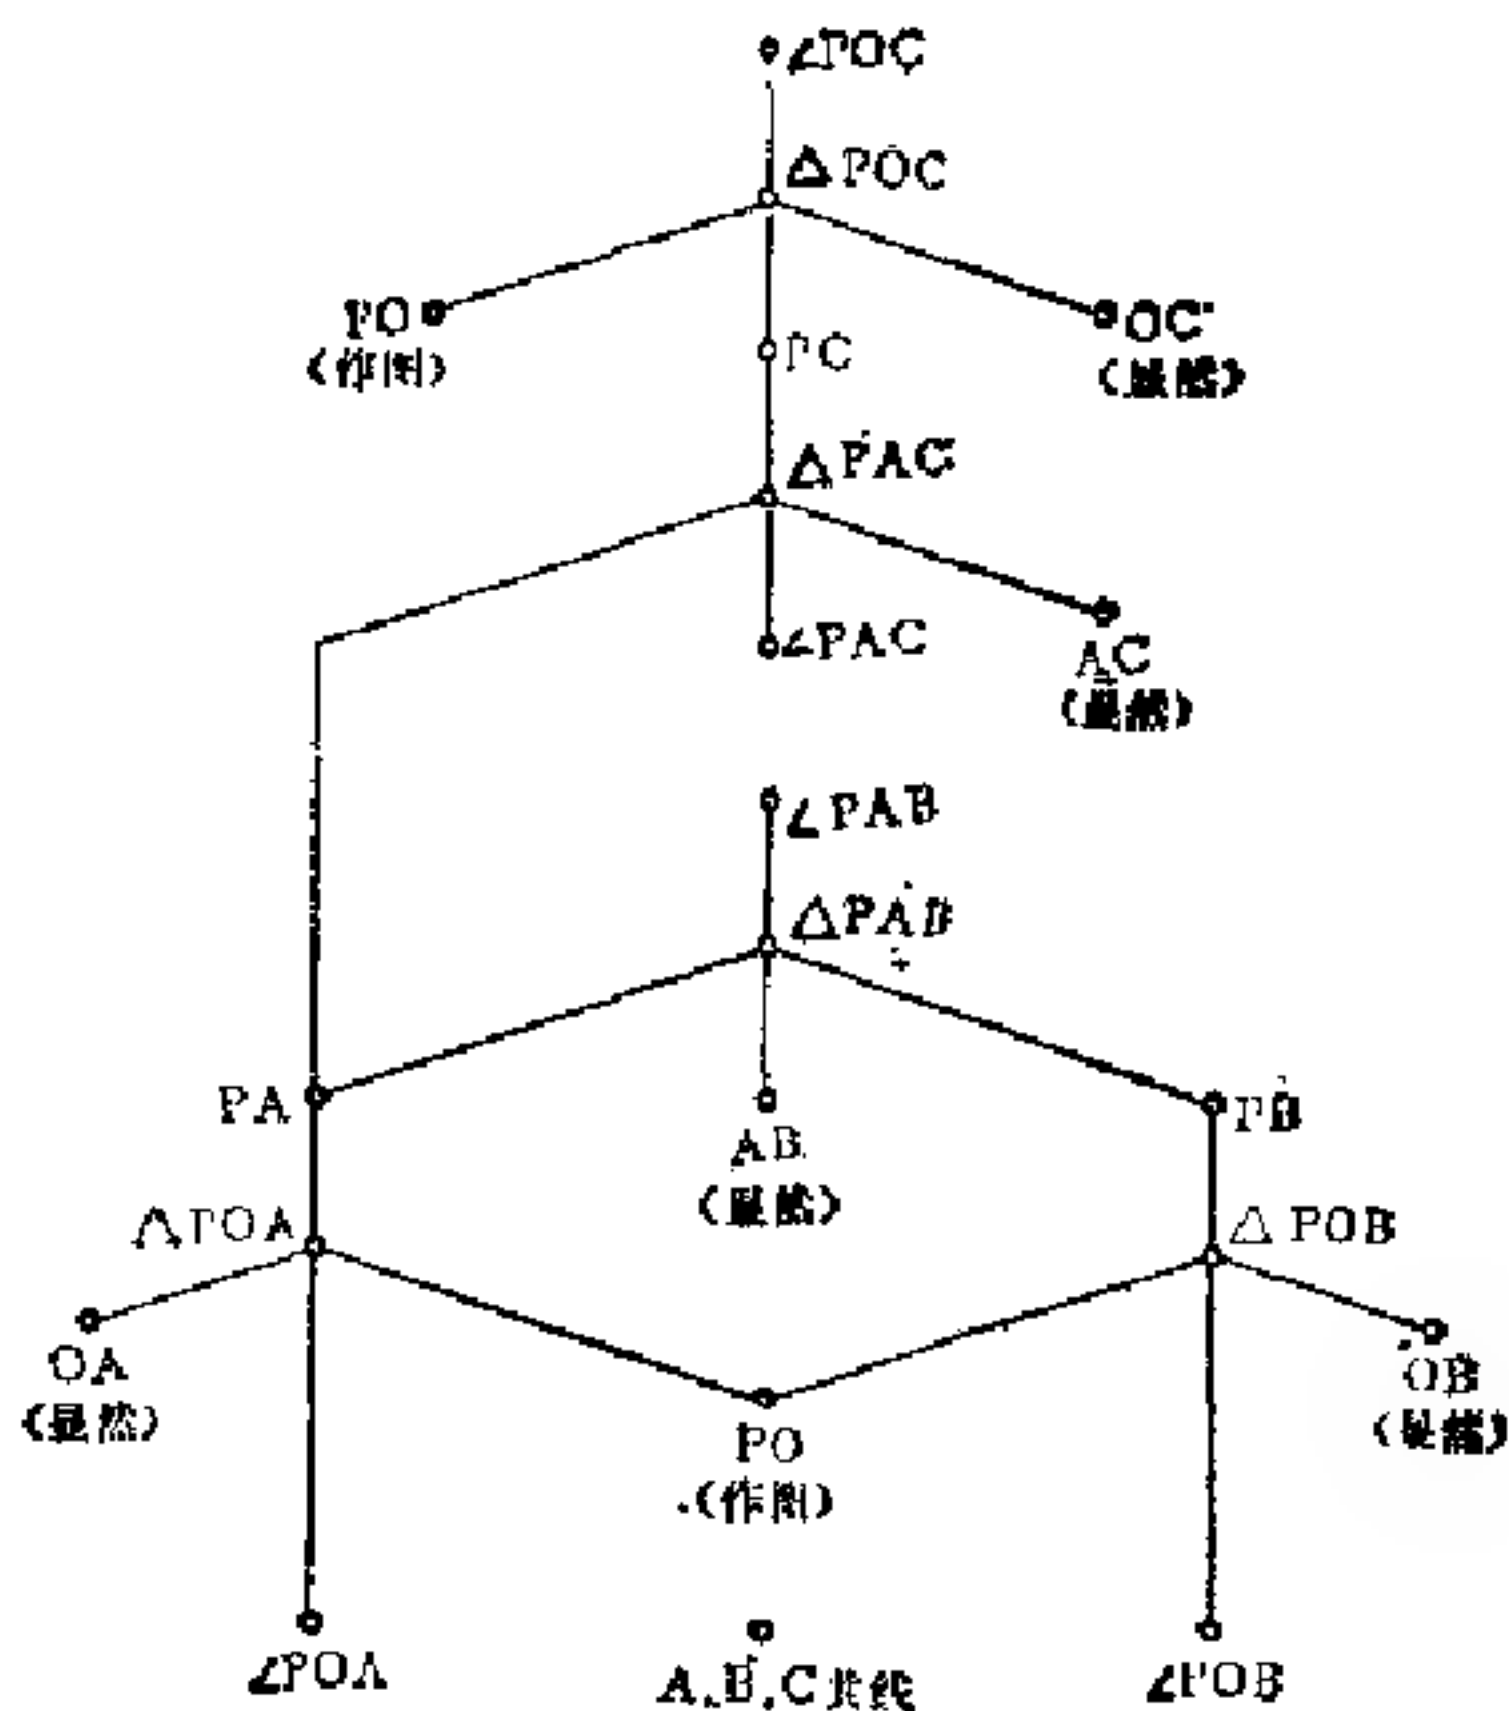 ∠POC
△POC
PO
(作图)
OC
(显然)
PC
△PAC
∠PAC
AC
(显然)
∠PAB
△PAB
PA
AB
(显然)
PB
△POA
△POB
OA
(显然)
PO
(作图)
OB
(显然)
∠POA
A,B,C共线
∠POB